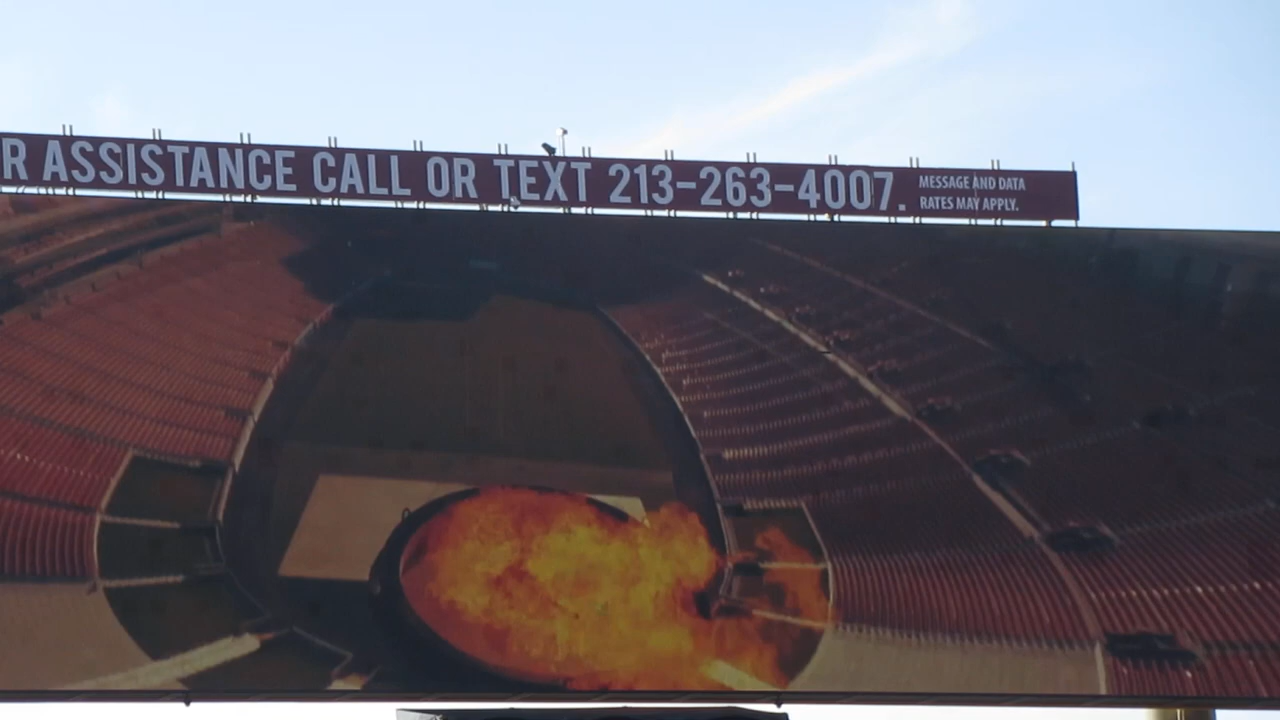 R ASSISTANCE CALL OR TEXT 213-263-4007.
MESSAGE AND DATA
RATES MAY APPLY.